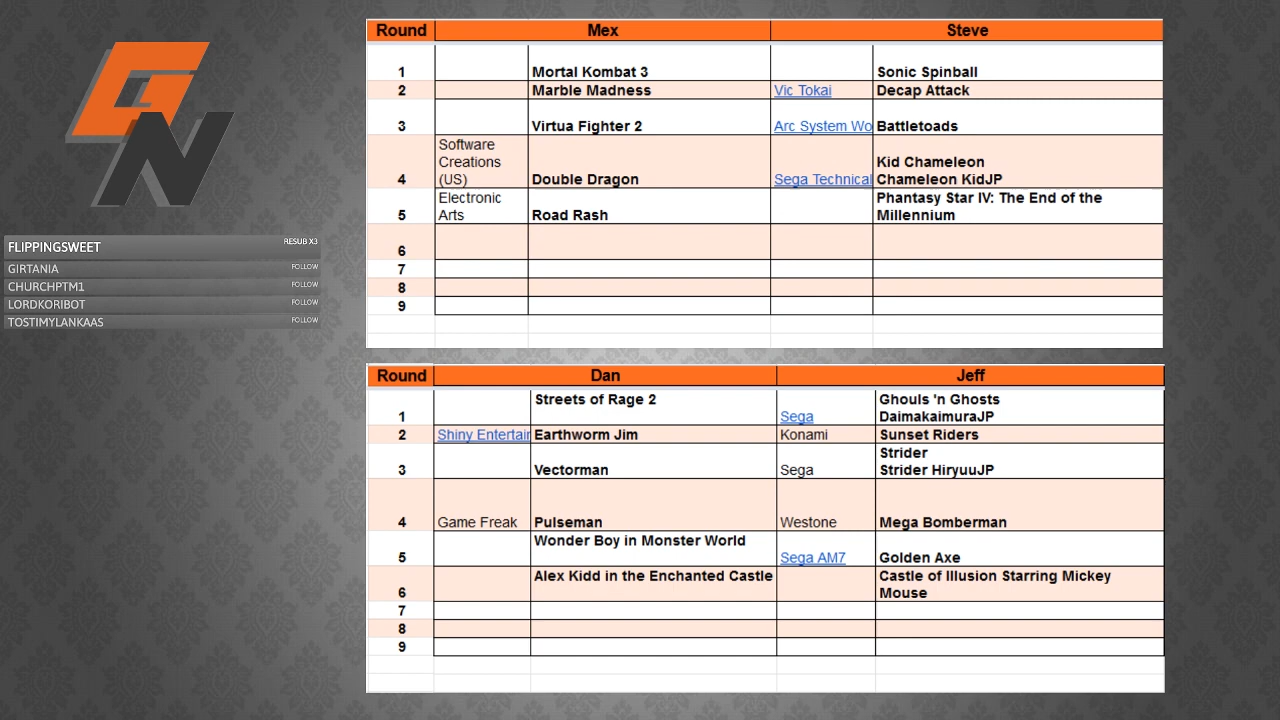 Round Mex Steve
1 Mortal Kombat 3 Sonic Spinball
2 Marble Madness Vic Tokai Decap Attack
3 Virtua Fighter 2 Arc System Wo Battletoads
Software
Creations
(US)
4 Double Dragon Sega Technical Kid Chameleon
Chameleon KidJP
Electronic
Arts
5 Road Rash Phantasy Star IV: The End of the
Millennium
6
7
8
9
FLIPPINGSWEET RESUB X3
GIRTANIA FOLLOW
CHURCHPTM1 FOLLOW
LORDKORIBOT FOLLOW
TOSTIMYLANKAAS FOLLOW
Round Dan Jeff
1 Streets of Rage 2 Sega Ghouls 'n Ghosts
DaimakaimuraJP
2 Shiny Entertain Earthworm Jim Konami Sunset Riders
3 Vectorman Sega Strider
Strider HiryuuJP
4 Game Freak Pulseman Westone Mega Bomberman
5 Wonder Boy in Monster World Sega AM7 Golden Axe
6 Alex Kidd in the Enchanted Castle Castle of Illusion Starring Mickey
Mouse
7
8
9